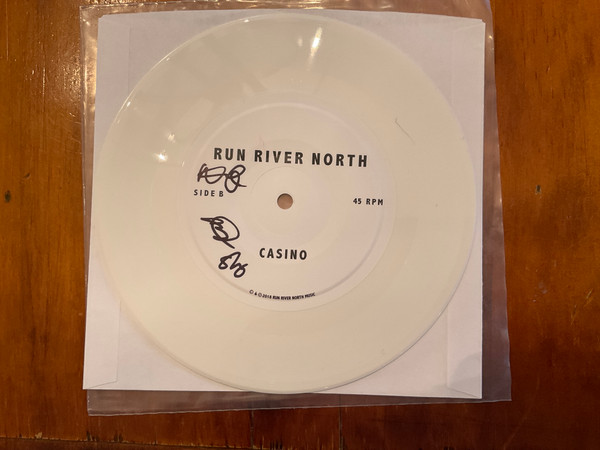 RUN RIVER NORTH
SIDE B
45 RPM
CASINO
Ⓟ & © 2018 RUN RIVER NORTH MUSIC